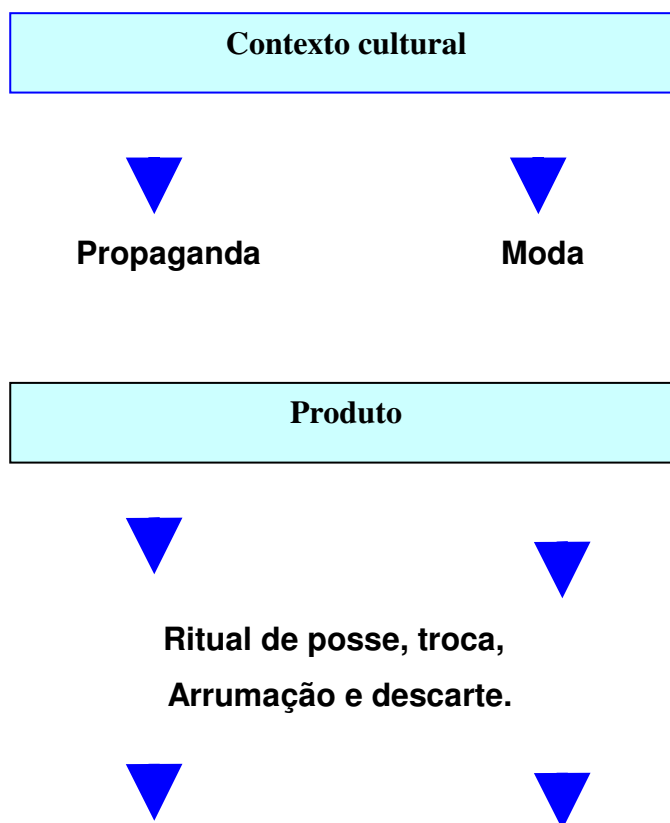 Contexto cultural
Propaganda Moda
Produto
Ritual de posse, troca,
Arrumação e descarte.